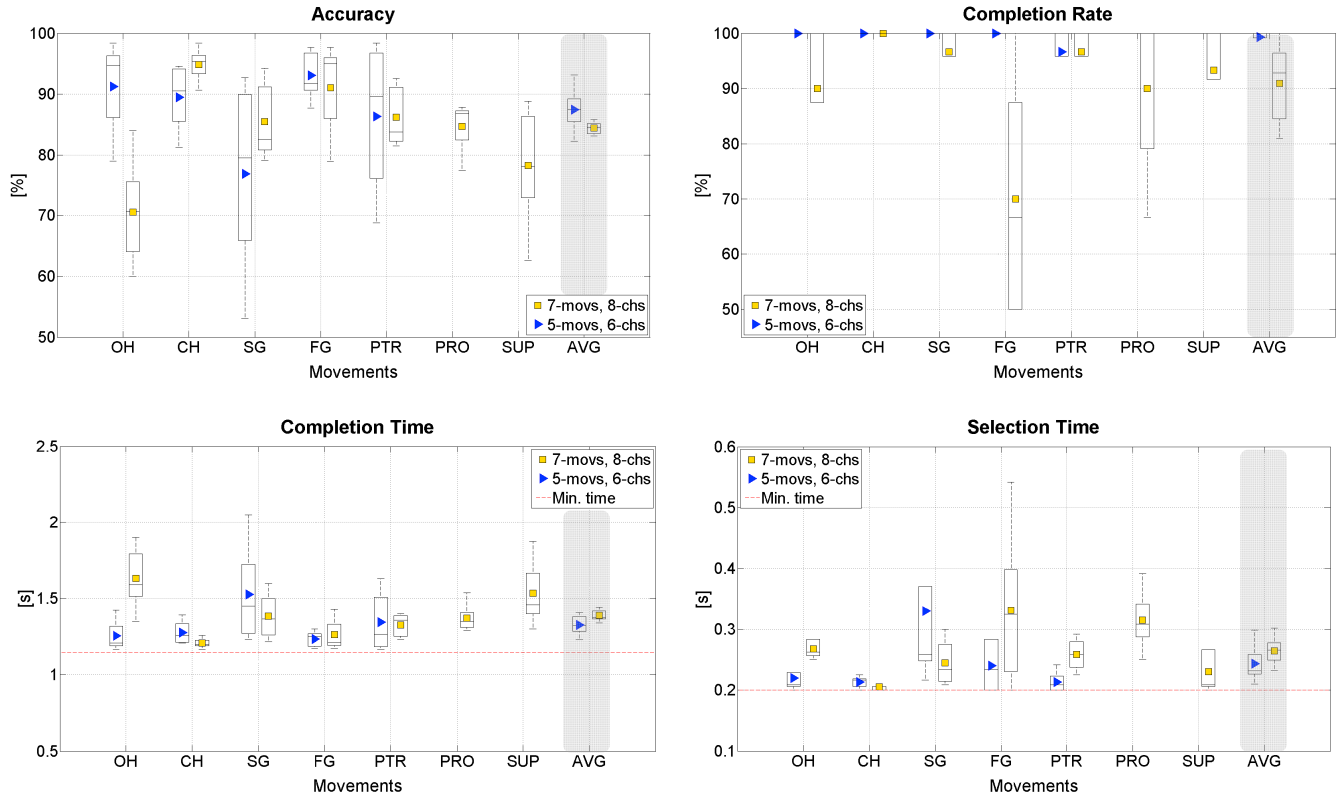 Accuracy
100
90
80
70
60
50
[%]
7-movs, 8-chs
5-movs, 6-chs
OH CH SG FG PTR PRO SUP AVG
Movements
Completion Rate
100
90
80
70
60
50
[%]
7-movs, 8-chs
5-movs, 6-chs
OH CH SG FG PTR PRO SUP AVG
Movements
Completion Time
2.5
2
1.5
1
0.5
[s]
7-movs, 8-chs
5-movs, 6-chs
Min. time
OH CH SG FG PTR PRO SUP AVG
Movements
Selection Time
0.6
0.5
0.4
0.3
0.2
0.1
[s]
7-movs, 8-chs
5-movs, 6-chs
Min. time
OH CH SG FG PTR PRO SUP AVG
Movements